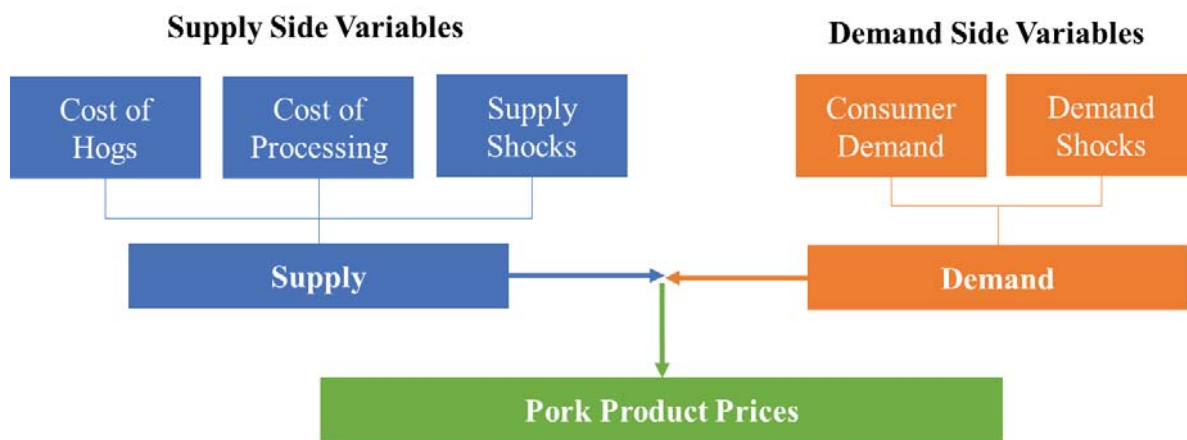 Supply Side Variables
Demand Side Variables
Cost of
Hogs
Cost of
Processing
Supply
Shocks
Consumer
Demand
Demand
Shocks
Supply
Demand
Pork Product Prices